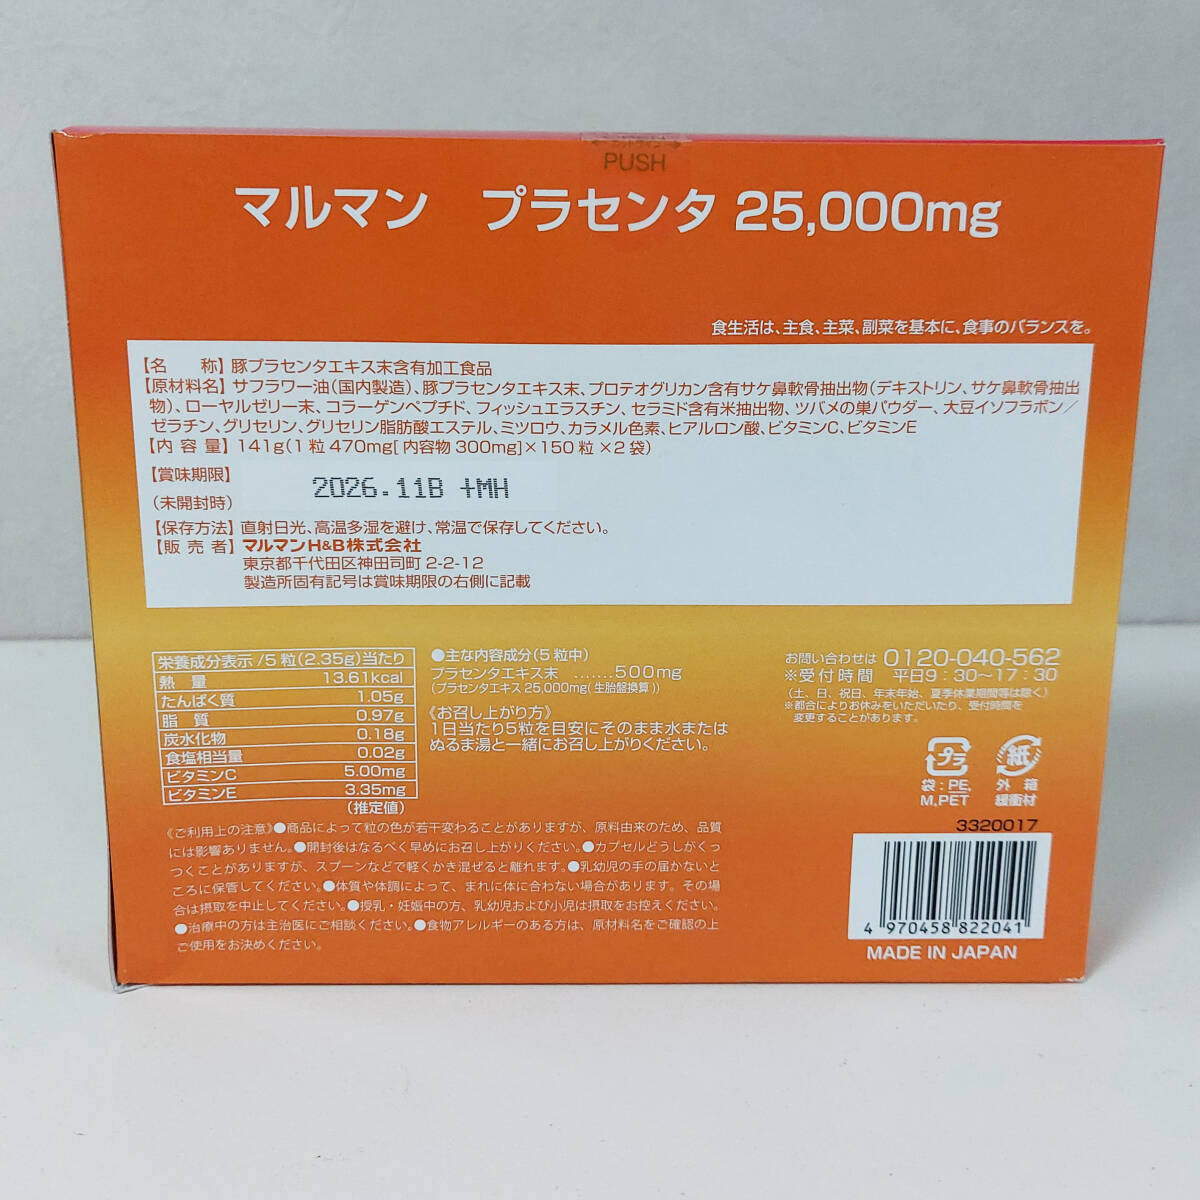 PUSH
マルマン　プラセンタ 25,000mg
食生活は、主食、主菜、副菜を基本に、食事のバランスを。
【名　称】豚プラセンタエキス末含有加工食品
【原材料名】サフラワー油(国内製造)、豚プラセンタエキス末、プロテオグリカン含有サケ鼻軟骨抽出物(デキストリン、サケ鼻軟骨抽出
物)、ローヤルゼリー末、コラーゲンペプチド、フィッシュエラスチン、セラミド含有米抽出物、ツバメの巣パウダー、大豆イソフラボン/
ゼラチン、グリセリン、グリセリン脂肪酸エステル、ミツロウ、カラメル色素、ヒアルロン酸、ビタミンC、ビタミンE
【内 容 量】141g(1粒470mg[内容物300mg]×150粒×2袋)
【賞味期限】
(未開封時)
2026.11B +MH
【保存方法】直射日光、高温多湿を避け、常温で保存してください。
【販 売 者】マルマンH&B株式会社
東京都千代田区神田司町 2-2-12
製造所固有記号は賞味期限の右側に記載
栄養成分表示/5粒(2.35g)当たり
熱量 13.61kcal
たんぱく質 1.05g
脂質 0.97g
炭水化物 0.18g
食塩相当量 0.02g
ビタミンC 5.00mg
ビタミンE 3.35mg
(推定値)
●主な内容成分(5粒中)
プラセンタエキス末 .......500mg
(プラセンタエキス 25,000mg(生胎盤換算))
《お召し上がり方》
1日当たり5粒を目安にそのまま水または
ぬるま湯と一緒にお召し上がりください。
お問い合わせは 0120-040-562
※受付時間　平日9:30〜17:30
(土、日、祝日、年末年始、夏季休業期間等は除く)
※都合によりお休みをいただいたり、受付時間を
変更することがあります。
プラ
袋:PE,
M,PET
紙
外 箱
緩衝材
《ご利用上の注意》●商品によって粒の色が若干変わることがありますが、原料由来のため、品質
には影響ありません。●開封後はなるべく早めにお召し上がりください。●カプセルどうしがくっ
つくことがありますが、スプーンなどで軽くかき混ぜると離れます。●乳幼児の手の届かないと
ころに保管してください。●体質や体調によって、まれに体に合わない場合があります。その場
合は摂取を中止してください。●授乳・妊娠中の方、乳幼児および小児は摂取をお控えください。
●治療中の方は主治医にご相談ください。●食物アレルギーのある方は、原材料名をご確認の上
ご使用をお決めください。
3320017
4 970458 822041
MADE IN JAPAN